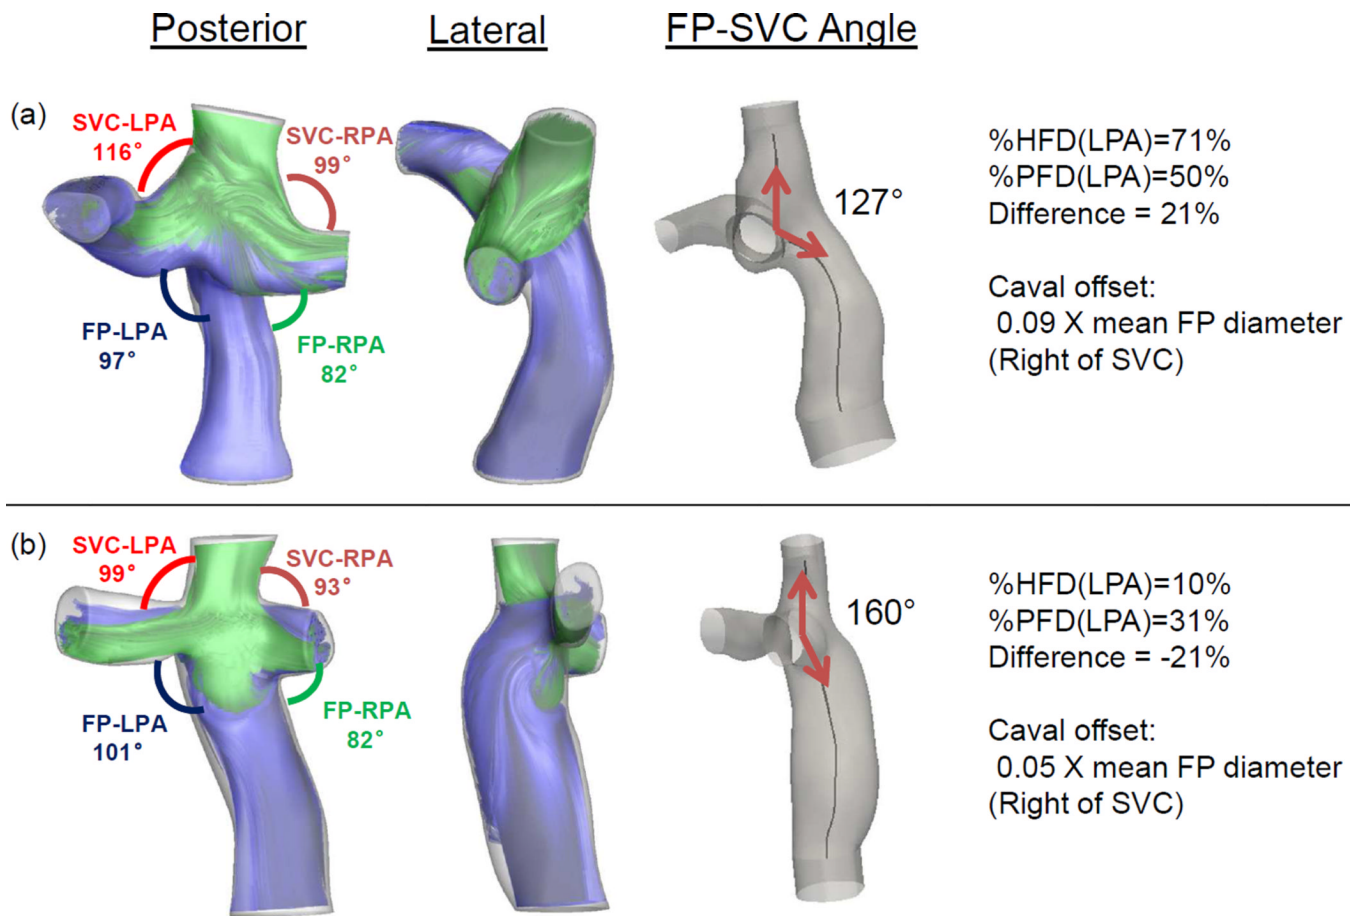 Posterior
Lateral
FP-SVC Angle
(a)
SVC-LPA
116°
SVC-RPA
99°
FP-LPA
97°
FP-RPA
82°
127°
%HFD(LPA)=71%
%PFD(LPA)=50%
Difference = 21%
Caval offset:
0.09 X mean FP diameter
(Right of SVC)
(b)
SVC-LPA
99°
SVC-RPA
93°
FP-LPA
101°
FP-RPA
82°
160°
%HFD(LPA)=10%
%PFD(LPA)=31%
Difference = -21%
Caval offset:
0.05 X mean FP diameter
(Right of SVC)